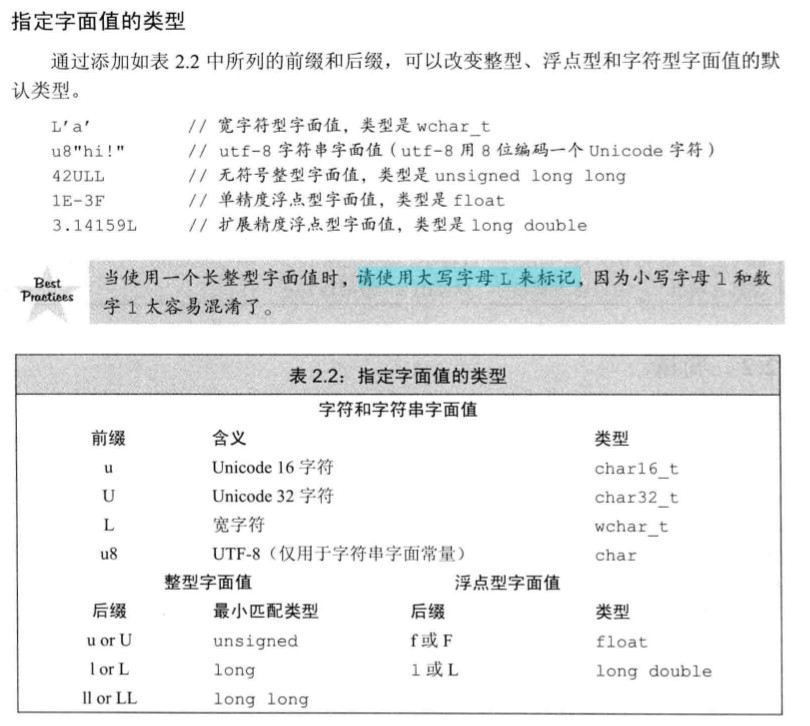 指定字面值的类型
通过添加如表 2.2 中所列的前缀和后缀，可以改变整型、浮点型和字符型字面值的默
认类型。
L'a' // 宽字符型字面值，类型是 wchar_t
u8"hi!" // utf-8 字符串字面值（utf-8 用 8 位编码一个 Unicode 字符）
42ULL // 无符号整型字面值，类型是 unsigned long long
1E-3F // 单精度浮点型字面值，类型是 float
3.14159L // 扩展精度浮点型字面值，类型是 long double
Best
Practices
当使用一个长整型字面值时，请使用大写字母 L 来标记，因为小写字母 l 和数
字 1 太容易混淆了。
表 2.2：指定字面值的类型
字符和字符串字面值
前缀 含义 类型
u Unicode 16 字符 char16_t
U Unicode 32 字符 char32_t
L 宽字符 wchar_t
u8 UTF-8（仅用于字符串字面常量） char
整型字面值 浮点型字面值
后缀 最小匹配类型 后缀 类型
u or U unsigned f 或 F float
l or L long l 或 L long double
ll or LL long long